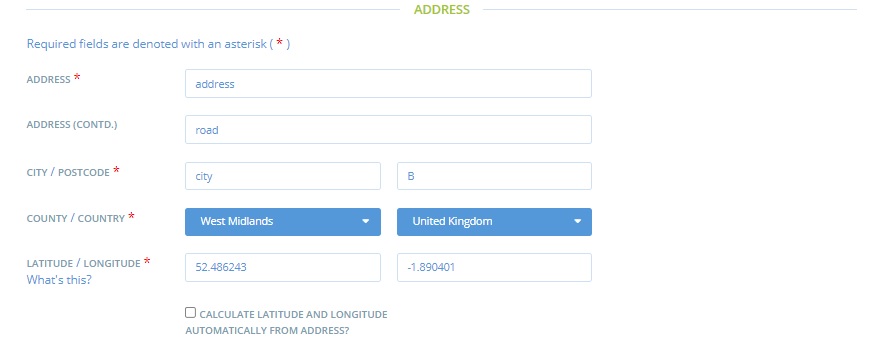 ADDRESS
Required fields are denoted with an asterisk ( * )
ADDRESS * address
ADDRESS (CONTD.) road
CITY / POSTCODE * city B
COUNTY / COUNTRY * West Midlands United Kingdom
LATITUDE / LONGITUDE * 52.486243 -1.890401
What's this?
CALCULATE LATITUDE AND LONGITUDE
AUTOMATICALLY FROM ADDRESS?